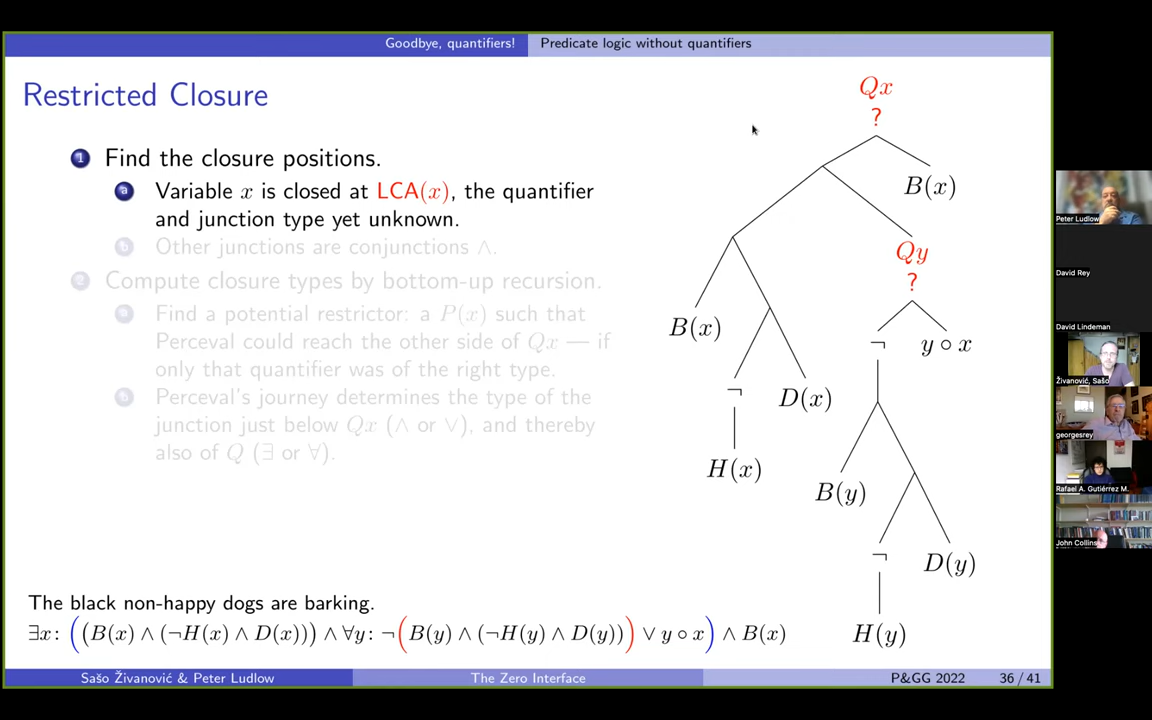 Goodbye, quantifiers! Predicate logic without quantifiers
Restricted Closure
1 Find the closure positions.
a Variable x is closed at LCA(x), the quantifier
and junction type yet unknown.
b Other junctions are conjunctions ∧.
2 Compute closure types by bottom-up recursion.
a Find a potential restrictor: a P(x) such that
Perceval could reach the other side of Qx — if
only that quantifier was of the right type.
b Perceval's journey determines the type of the
junction just below Qx (∧ or ∨), and thereby
also of Q (∃ or ∀).
Qx
?
B(x)
Qy
?
B(x)
¬
y ∘ x
¬
D(x)
H(x)
B(y)
¬
D(y)
H(y)
The black non-happy dogs are barking.
∃x: ((B(x) ∧ (¬H(x) ∧ D(x))) ∧ ∀y: ¬(B(y) ∧ (¬H(y) ∧ D(y))) ∨ y ∘ x) ∧ B(x)
Sašo Živanović & Peter Ludlow The Zero Interface P&GG 2022 36 / 41
Peter Ludlow
David Rey
David Lindeman
Živanović, Sašo
georgesrey
Rafael A. Gutiérrez M.
John Collins